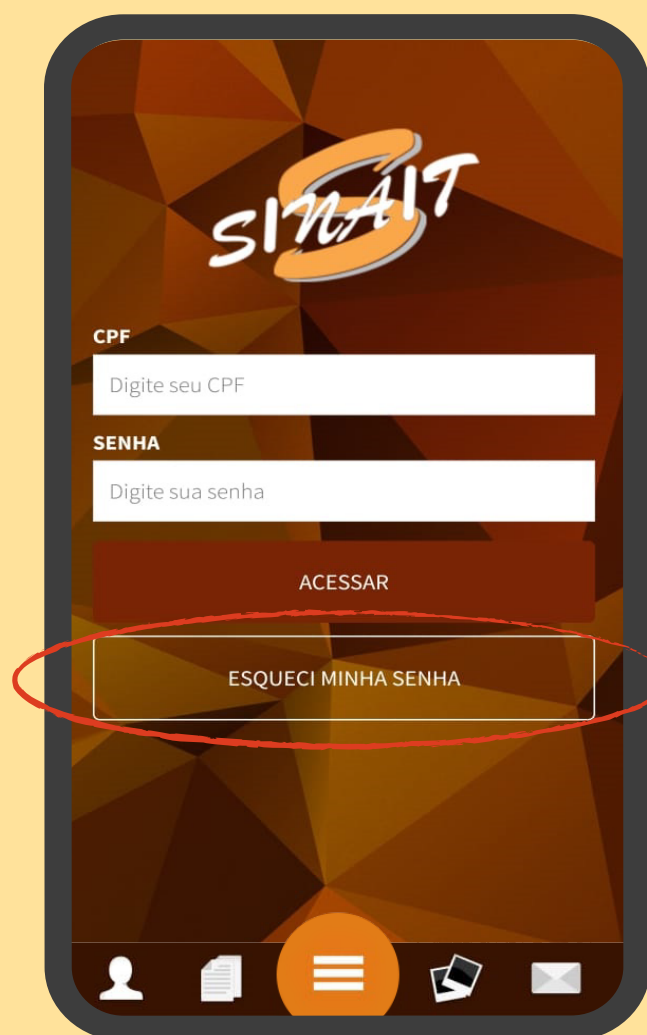 SINAIT
CPF
Digite seu CPF
SENHA
Digite sua senha
ACESSAR
ESQUECI MINHA SENHA